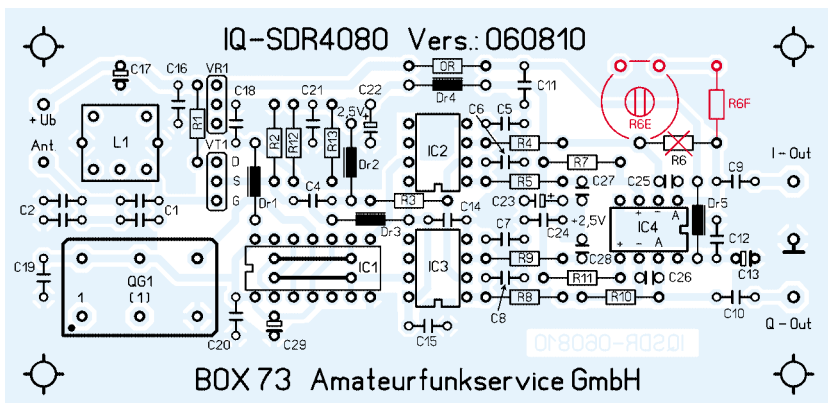 IQ-SDR4080 Vers.: 060810
C17
C16
VR1
C18
C21
C22
0R
Dr4
C11
R6E
R6F
+Ub
L1
R1
R2
R12
R13
2,5V
+
C6
C5
R4
R6
Ant.
VT1
D
S
G
Dr2
IC2
R7
I-Out
C9
Dr1
C4
R3
R5
C27
C25
C2
C1
C23
+
Dr5
Dr3
C14
C24
+2,5V
+ - A
IC4
+ - A
C7
C12
C19
QG1
(1)
1
IC1
IC3
R9
C28
C13
R11
C26
R8
R10
C10
C8
C20
C29
C15
Q-Out
IQSDR-060810
BOX 73 Amateurfunkservice GmbH